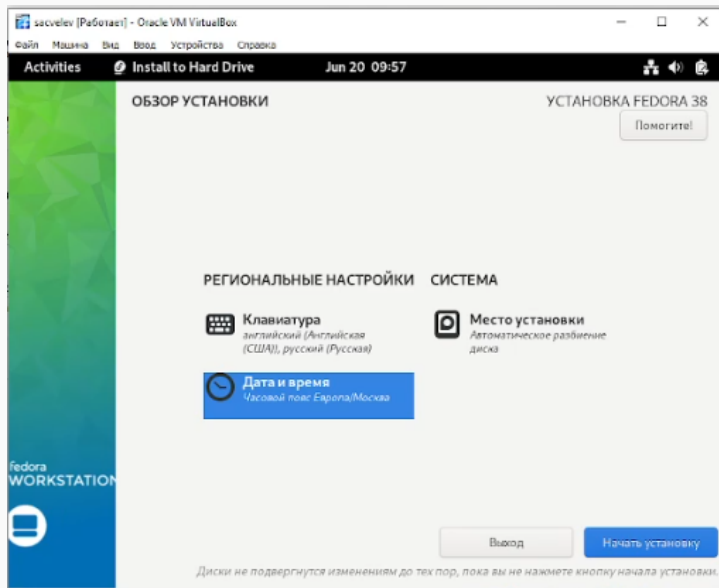 sacvelev [Работает] - Oracle VM VirtualBox
Файл Машина Вид Ввод Устройства Справка
Activities Install to Hard Drive Jun 20 09:57
ОБЗОР УСТАНОВКИ
УСТАНОВКА FEDORA 38
Помогите!
РЕГИОНАЛЬНЫЕ НАСТРОЙКИ
СИСТЕМА
Клавиатура
английский (Английская
(США)), русский (Русская)
Место установки
Автоматическое разбиение
диска
Дата и время
Часовой пояс Европа/Москва
fedora
WORKSTATION
Выход
Начать установку
Диски не подвергнутся изменениям до тех пор, пока вы не нажмете кнопку начала установки.